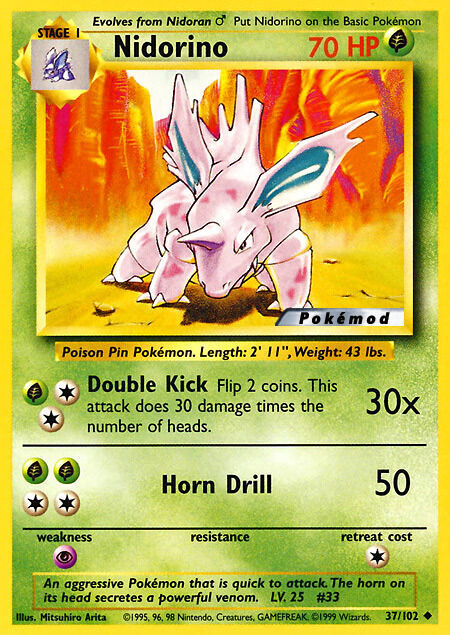 Evolves from Nidoran ♂ Put Nidorino on the Basic Pokémon
STAGE 1
Nidorino 70 HP
Pokémod
Poison Pin Pokémon. Length: 2' 11", Weight: 43 lbs.
Double Kick Flip 2 coins. This
attack does 30 damage times the
number of heads.
30x
Horn Drill 50
weakness resistance retreat cost
An aggressive Pokémon that is quick to attack. The horn on
its head secretes a powerful venom. LV. 25 #33
Illus. Mitsuhiro Arita ©1995, 96, 98 Nintendo, Creatures, GAMEFREAK. ©1999 Wizards. 37/102 ◆